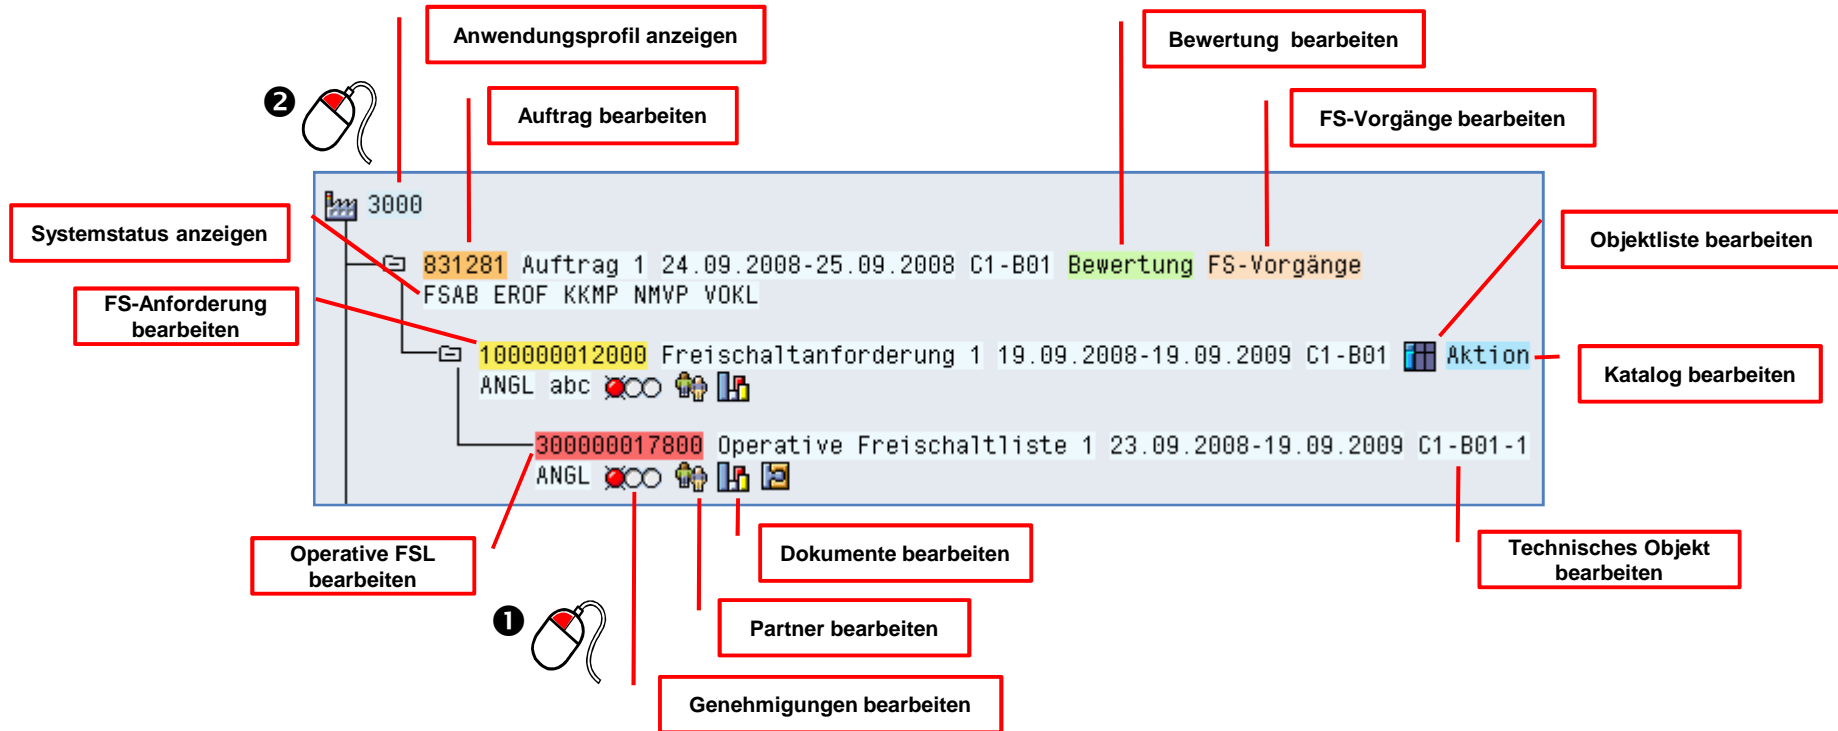 Anwendungsprofil anzeigen
Bewertung bearbeiten
❷
Auftrag bearbeiten
FS-Vorgänge bearbeiten
3000
Systemstatus anzeigen
Objektliste bearbeiten
831281 Auftrag 1 24.09.2008-25.09.2008 C1-B01 Bewertung FS-Vorgänge
FSAB EROF KKMP NMVP VOKL
FS-Anforderung
bearbeiten
100000012000 Freischaltanforderung 1 19.09.2008-19.09.2009 C1-B01 Aktion
ANGL abc
Katalog bearbeiten
300000017800 Operative Freischaltliste 1 23.09.2008-19.09.2009 C1-B01-1
ANGL
Operative FSL
bearbeiten
Dokumente bearbeiten
Technisches Objekt
bearbeiten
❶
Partner bearbeiten
Genehmigungen bearbeiten